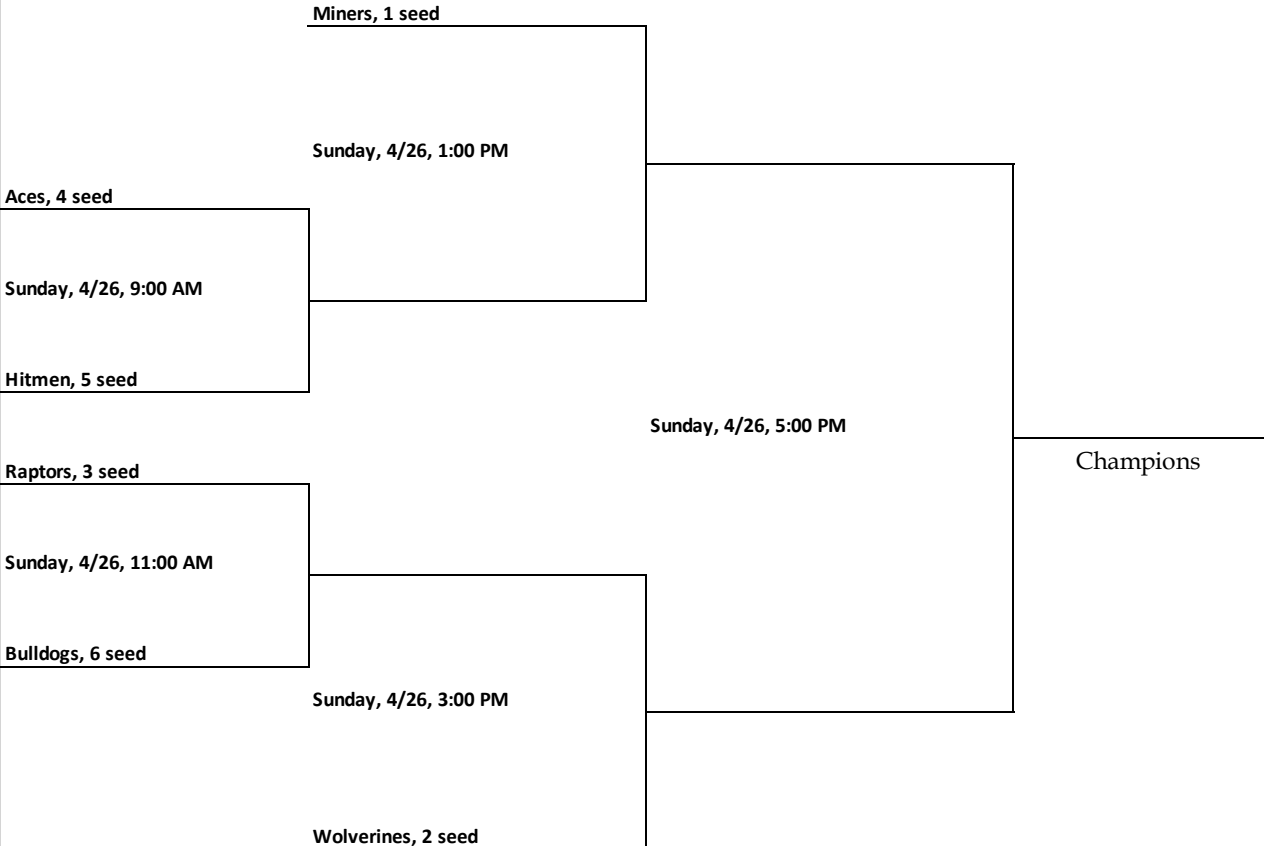 Miners, 1 seed
Sunday, 4/26, 1:00 PM
Aces, 4 seed
Sunday, 4/26, 9:00 AM
Hitmen, 5 seed
Sunday, 4/26, 5:00 PM
Champions
Raptors, 3 seed
Sunday, 4/26, 11:00 AM
Bulldogs, 6 seed
Sunday, 4/26, 3:00 PM
Wolverines, 2 seed